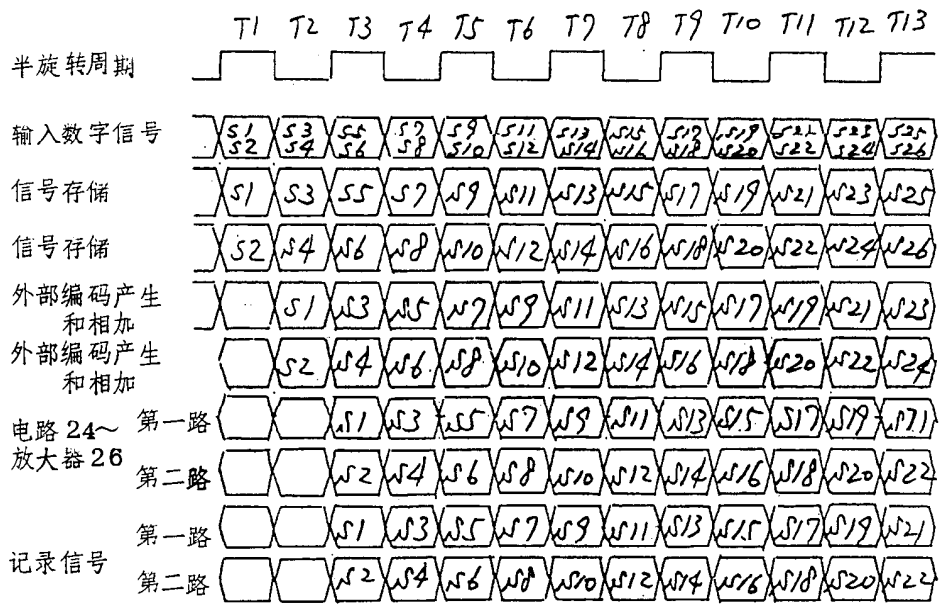 T1 T2 T3 T4 T5 T6 T7 T8 T9 T10 T11 T12 T13
半旋转周期
输入数字信号 S1 S3 S5 S7 S9 S11 S13 S15 S17 S19 S21 S23 S25
S2 S4 S6 S8 S10 S12 S14 S16 S18 S20 S22 S24 S26
信号存储 S1 S3 S5 S7 S9 S11 S13 S15 S17 S19 S21 S23 S25
信号存储 S2 S4 S6 S8 S10 S12 S14 S16 S18 S20 S22 S24 S26
外部编码产生
和相加 S1 S3 S5 S7 S9 S11 S13 S15 S17 S19 S21 S23
外部编码产生
和相加 S2 S4 S6 S8 S10 S12 S14 S16 S18 S20 S22 S24
电路24~
放大器26
第一路 S1 S3 S5 S7 S9 S11 S13 S15 S17 S19 S71
第二路 S2 S4 S6 S8 S10 S12 S14 S16 S18 S20 S22
记录信号
第一路 S1 S3 S5 S7 S9 S11 S13 S15 S17 S19 S21
第二路 S2 S4 S6 S8 S10 S12 S14 S16 S18 S20 S22